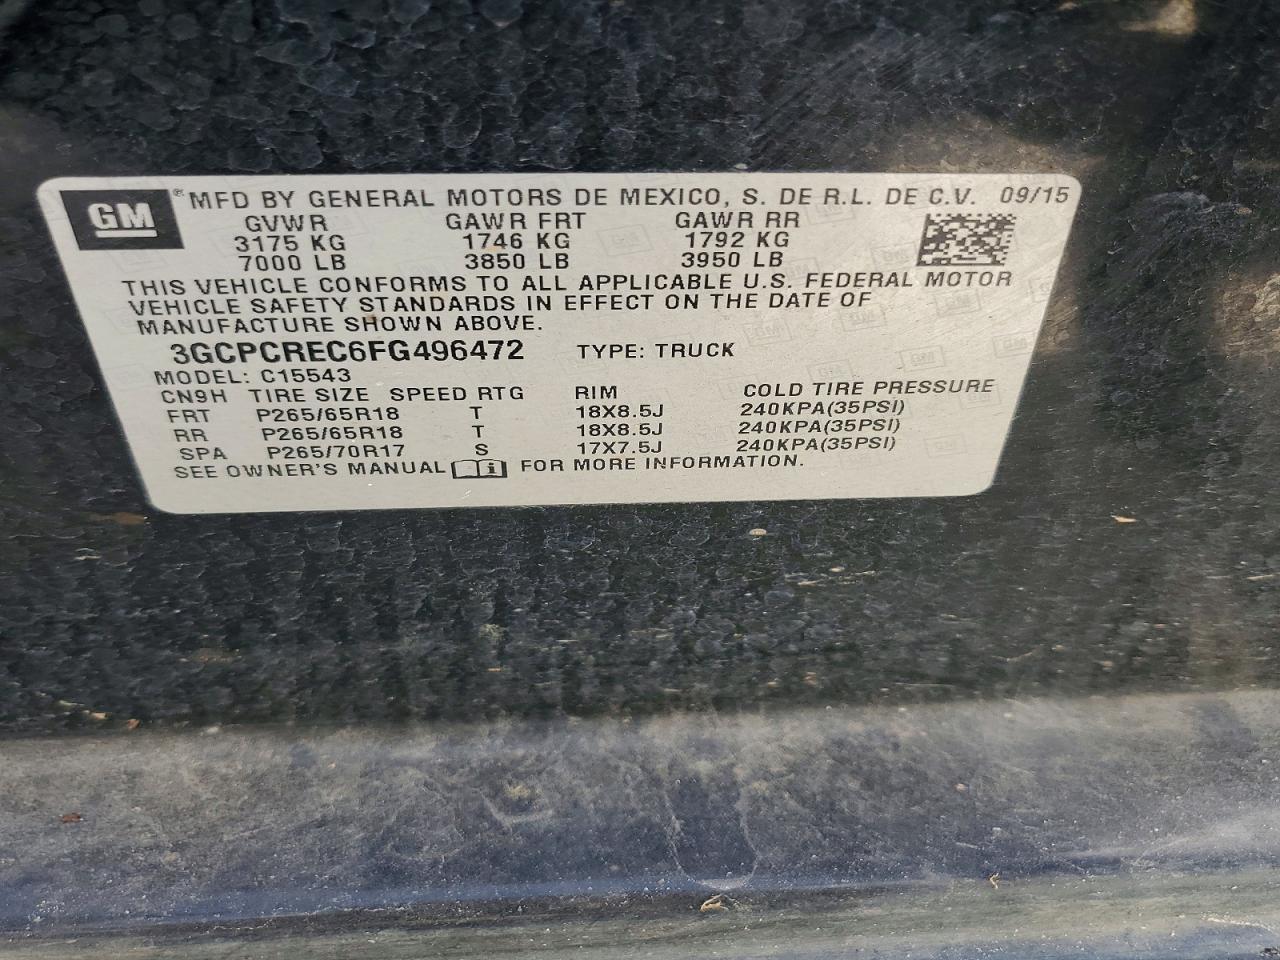 GM ® MFD BY GENERAL MOTORS DE MEXICO, S. DE R.L. DE C.V. 09/15
GVWR GAWR FRT GAWR RR
3175 KG 1746 KG 1792 KG
7000 LB 3850 LB 3950 LB
THIS VEHICLE CONFORMS TO ALL APPLICABLE U.S. FEDERAL MOTOR
VEHICLE SAFETY STANDARDS IN EFFECT ON THE DATE OF
MANUFACTURE SHOWN ABOVE.
3GCPCREC6FG496472 TYPE: TRUCK
MODEL: C15543
CN9H TIRE SIZE SPEED RTG RIM COLD TIRE PRESSURE
FRT P265/65R18 T 18X8.5J 240KPA(35PSI)
RR P265/65R18 T 18X8.5J 240KPA(35PSI)
SPA P265/70R17 S 17X7.5J 240KPA(35PSI)
SEE OWNER'S MANUAL i FOR MORE INFORMATION.